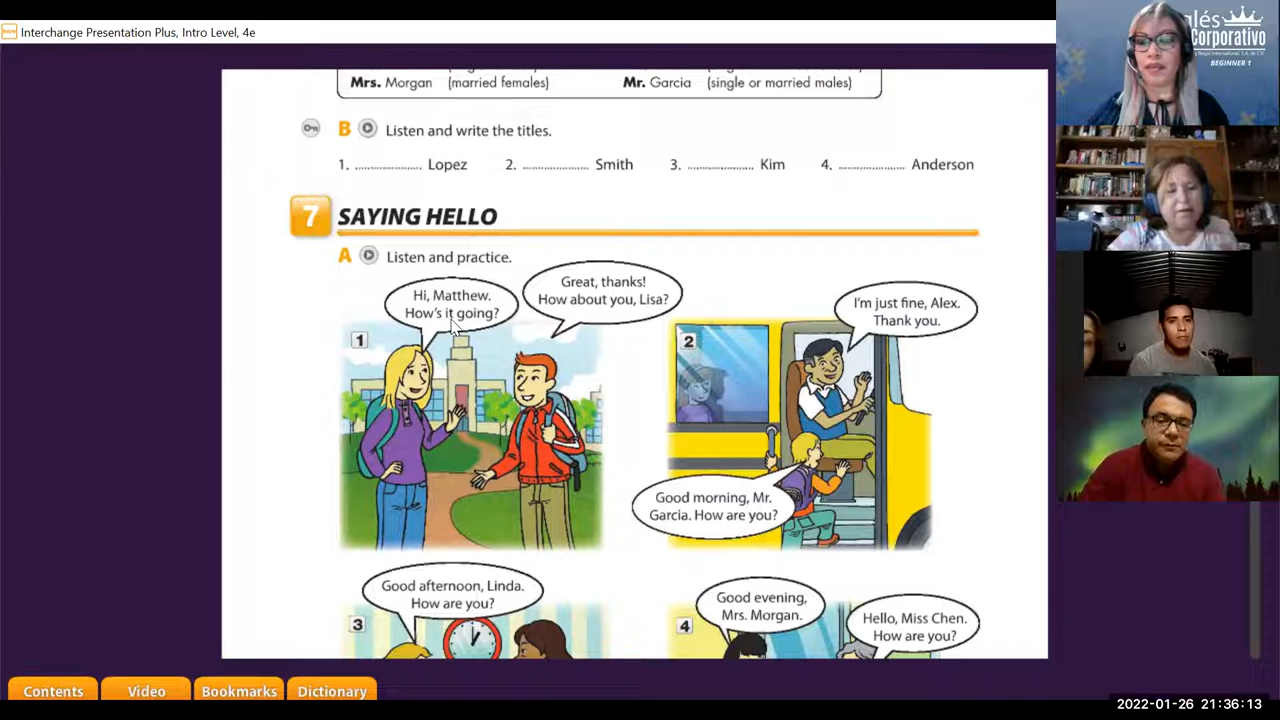 Interchange Presentation Plus, Intro Level, 4e
Mrs. Morgan (married females) Mr. Garcia (single or married males)
B Listen and write the titles.
1. .................... Lopez 2. .................... Smith 3. .................... Kim 4. .................... Anderson
7 SAYING HELLO
A Listen and practice.
Hi, Matthew.
How's it going?
Great, thanks!
How about you, Lisa?
I'm just fine, Alex.
Thank you.
1
2
Good morning, Mr.
Garcia. How are you?
Good afternoon, Linda.
How are you?
Good evening,
Mrs. Morgan.
Hello, Miss Chen.
How are you?
3
4
Contents Video Bookmarks Dictionary
glés
Corporativo
BEGINNER 1
2022-01-26 21:36:13